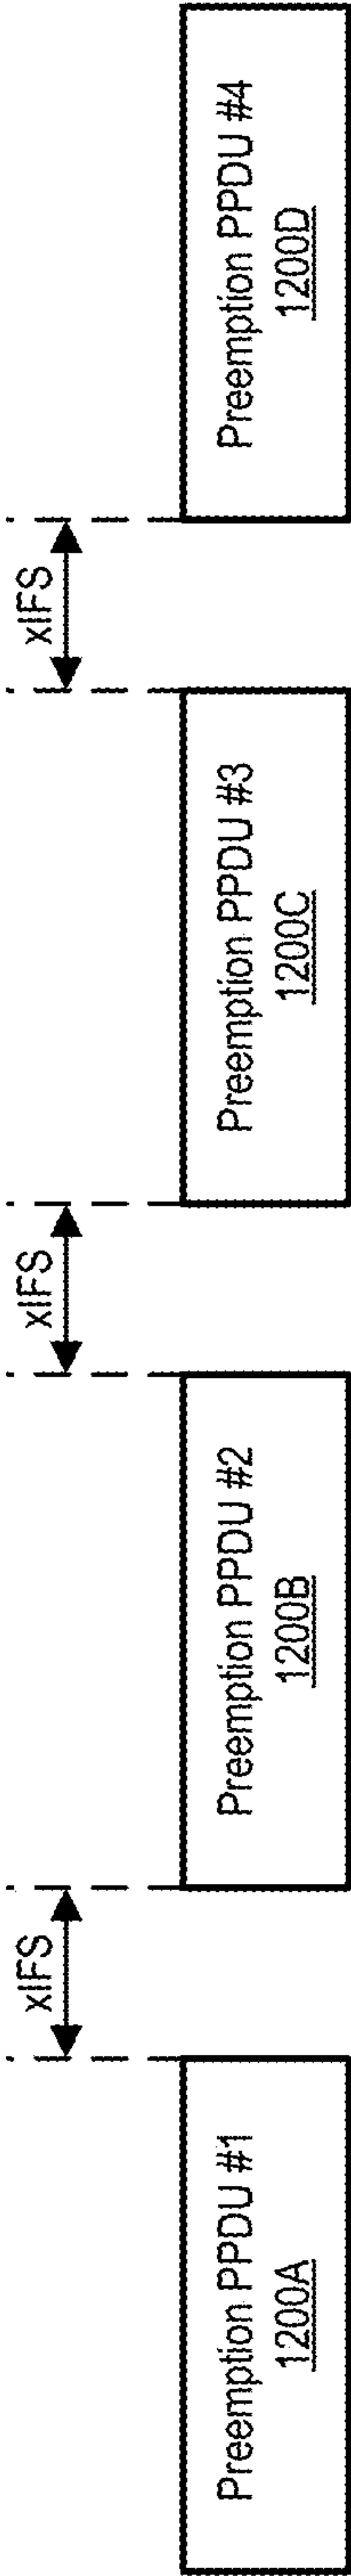 xIFS
xIFS
xIFS
Preemption PPDU #1
1200A
Preemption PPDU #2
1200B
Preemption PPDU #3
1200C
Preemption PPDU #4
1200D